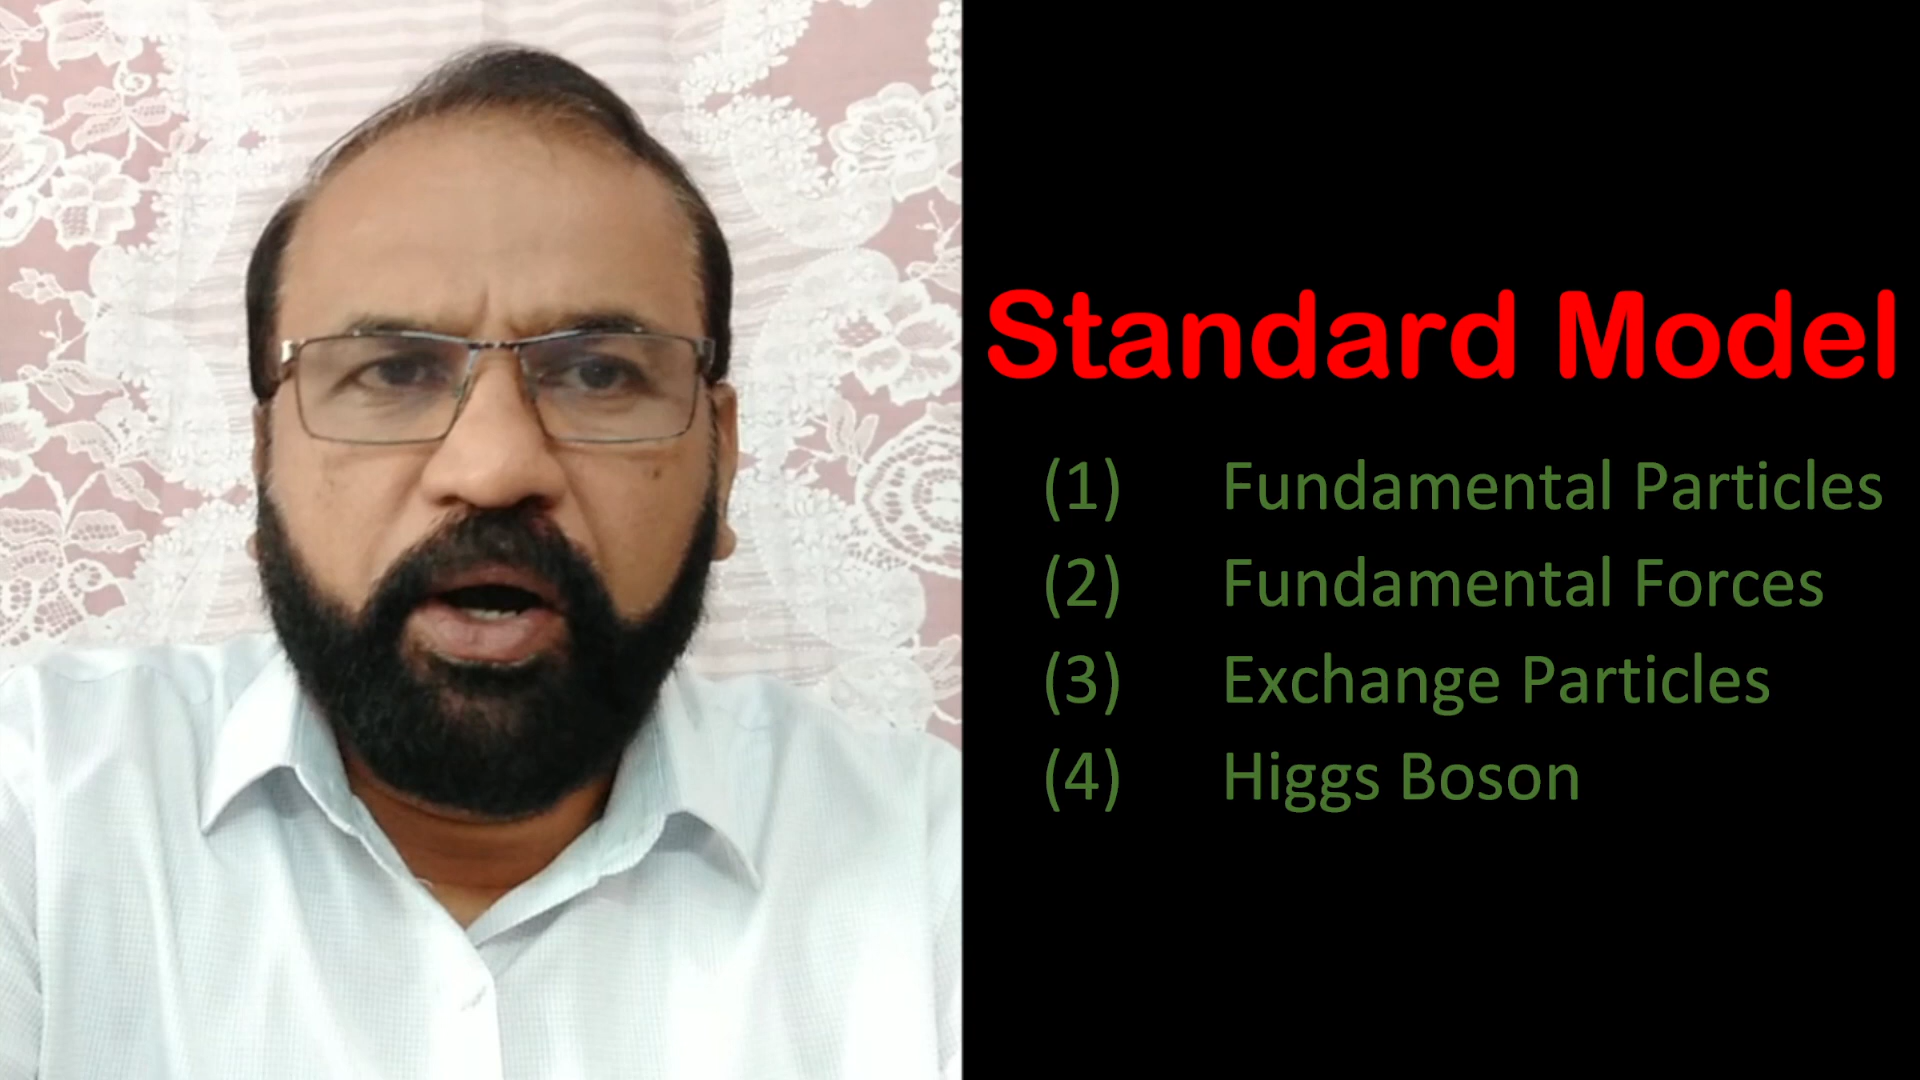 Standard Model
(1) Fundamental Particles
(2) Fundamental Forces
(3) Exchange Particles
(4) Higgs Boson